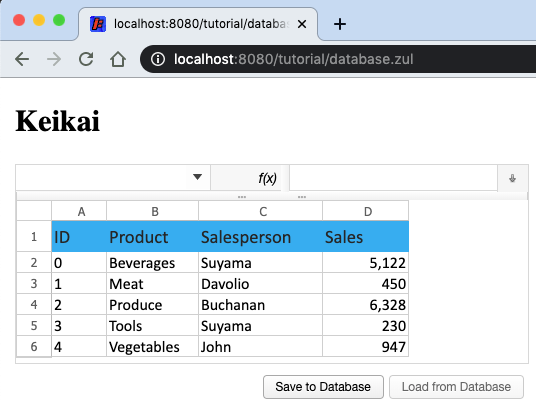 localhost:8080/tutorial/databa
localhost:8080/tutorial/database.zul
Keikai
f(x)
A B C D
1 ID Product Salesperson Sales
2 0 Beverages Suyama 5,122
3 1 Meat Davolio 450
4 2 Produce Buchanan 6,328
5 3 Tools Suyama 230
6 4 Vegetables John 947
Save to Database Load from Database